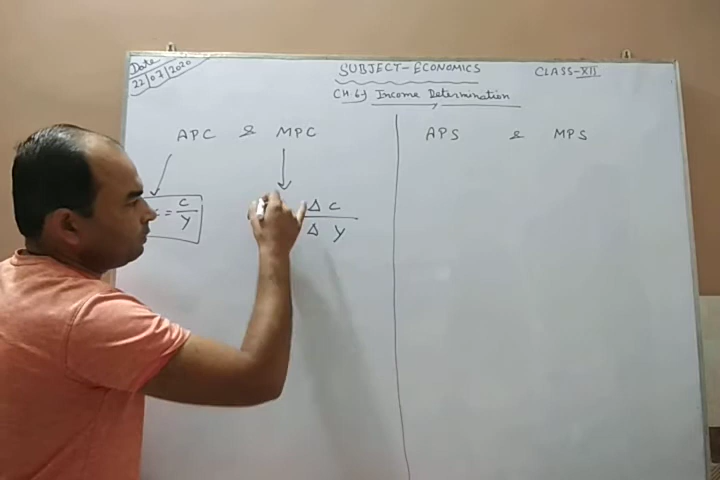 Date
22/07/2020
SUBJECT-ECONOMICS
CLASS-XII
CH.6:) Income Determination
APC & MPC
APS & MPS
= C/Y
Δ C
Δ Y